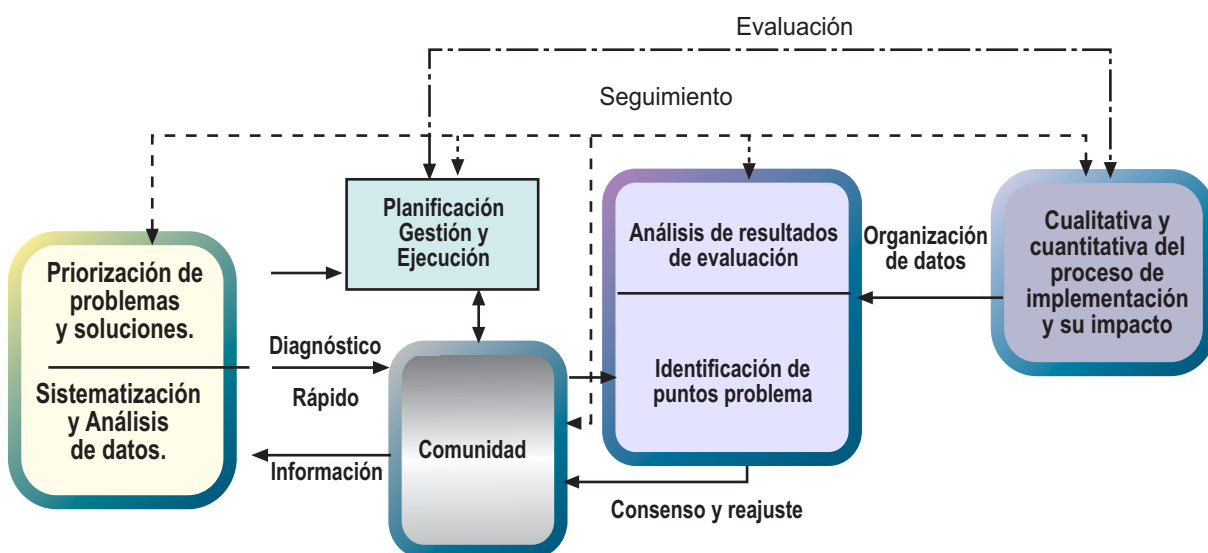 Evaluación
Seguimiento
Planificación
Gestión y
Ejecución
Priorización de
problemas
y soluciones.
Sistematización
y Análisis
de datos.
Diagnóstico
Rápido
Información
Comunidad
Análisis de resultados
de evaluación
Identificación de
puntos problema
Consenso y reajuste
Organización
de datos
Cualitativa y
cuantitativa del
proceso de
implementación
y su impacto